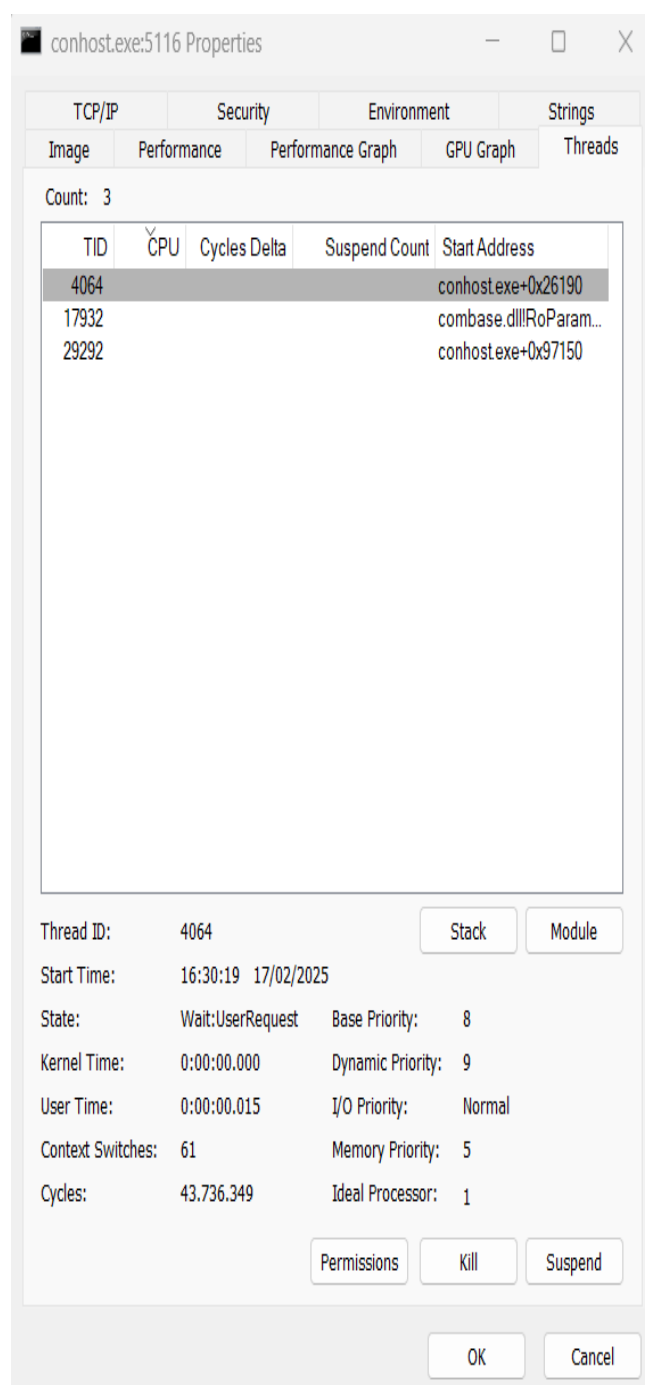 conhost.exe:5116 Properties
TCP/IP Security Environment Strings
Image Performance Performance Graph GPU Graph Threads
Count: 3
TID CPU Cycles Delta Suspend Count Start Address
4064 conhost.exe+0x26190
17932 combase.dll!RoParam...
29292 conhost.exe+0x97150
Thread ID: 4064 Stack Module
Start Time: 16:30:19 17/02/2025
State: Wait:UserRequest Base Priority: 8
Kernel Time: 0:00:00.000 Dynamic Priority: 9
User Time: 0:00:00.015 I/O Priority: Normal
Context Switches: 61 Memory Priority: 5
Cycles: 43.736.349 Ideal Processor: 1
Permissions Kill Suspend
OK Cancel